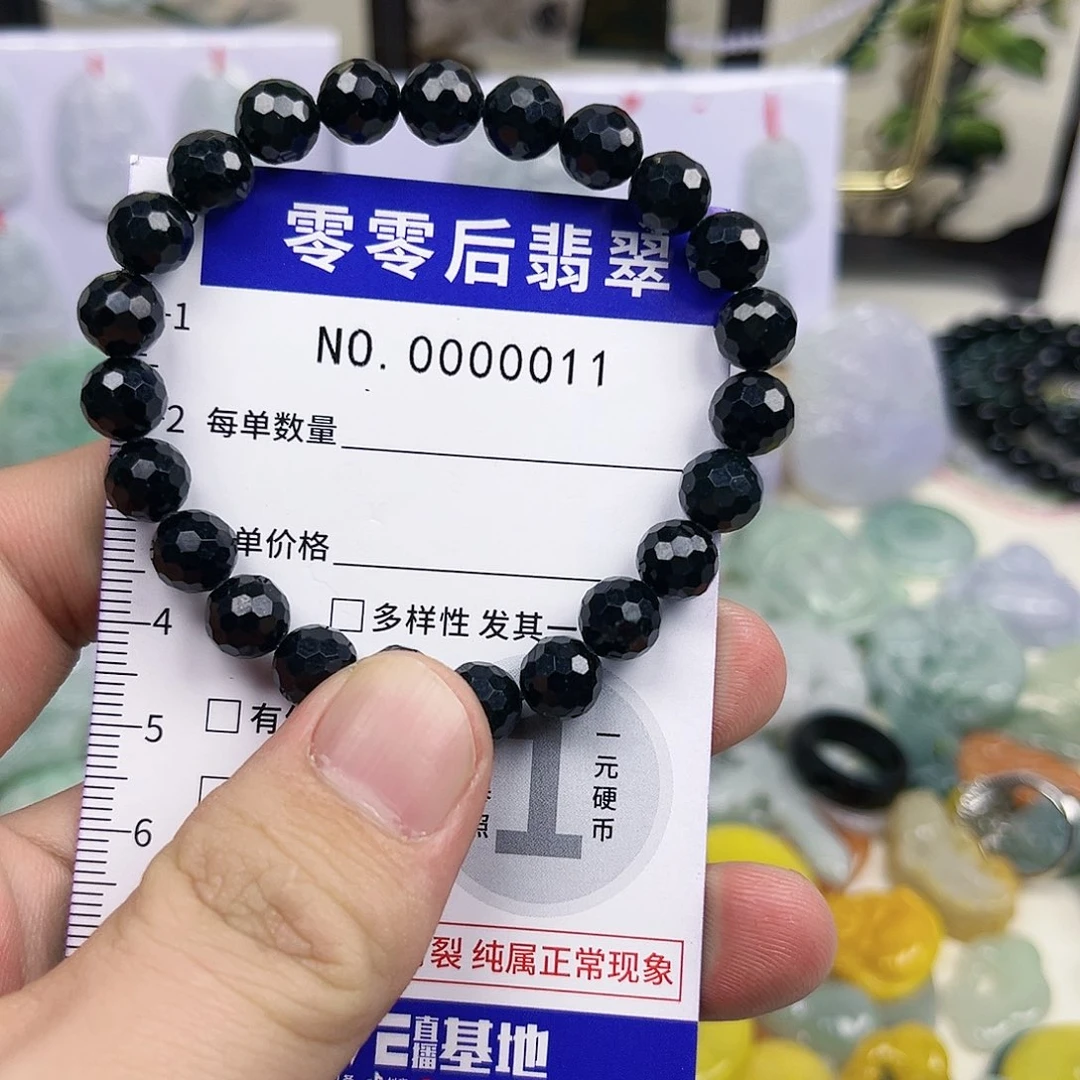 零零后翡翠
NO. 0000011
1
2
每单数量
单价格
4
多样性 发其一
5
有
1
一元硬币
照
6
裂 纯属正常现象
直播基地